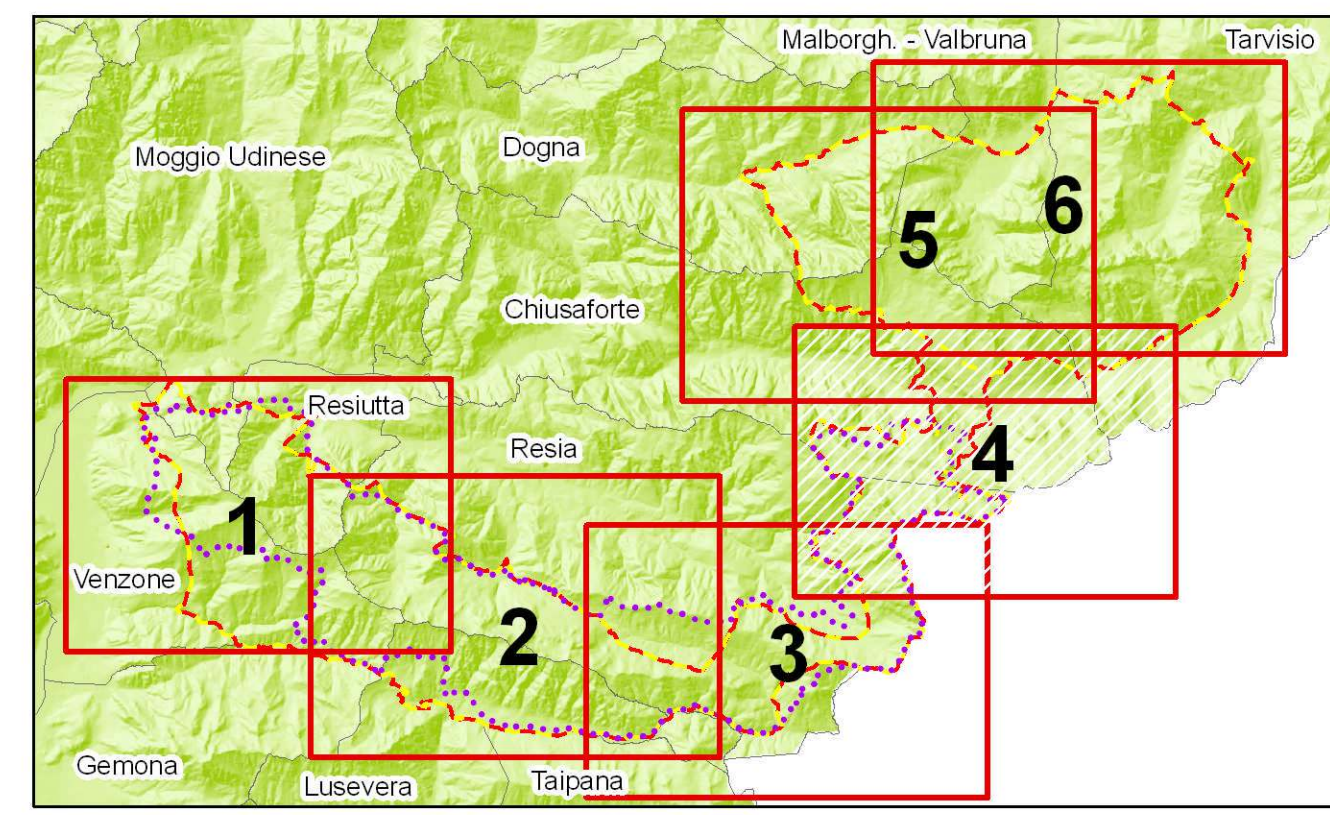 Malborgh. - Valbruna
Tarvisio
Moggio Udinese
Dogna
6
5
Chiusaforte
Resiutta
Resia
4
1
Venzone
2
3
Gemona
Lusevera
Taipana